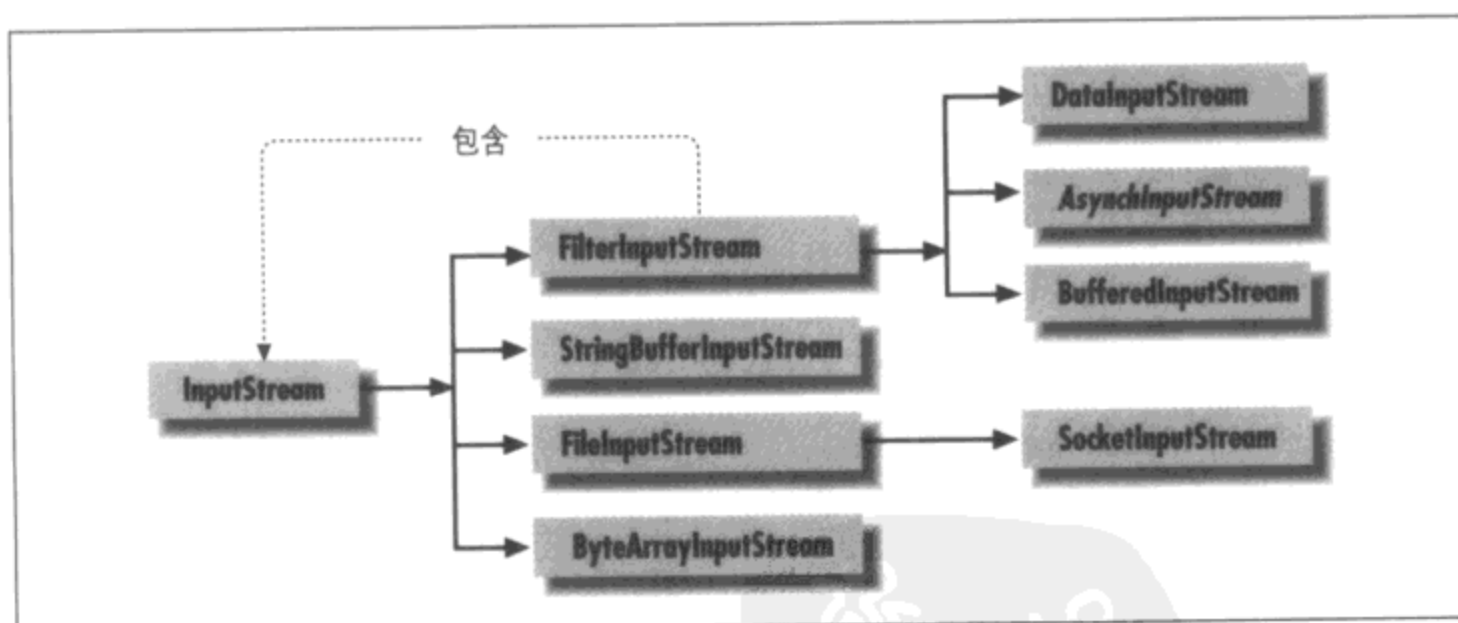 包含
DataInputStream
AsynchInputStream
FilterInputStream
BufferedInputStream
StringBufferInputStream
InputStream
FileInputStream
SocketInputStream
ByteArrayInputStream